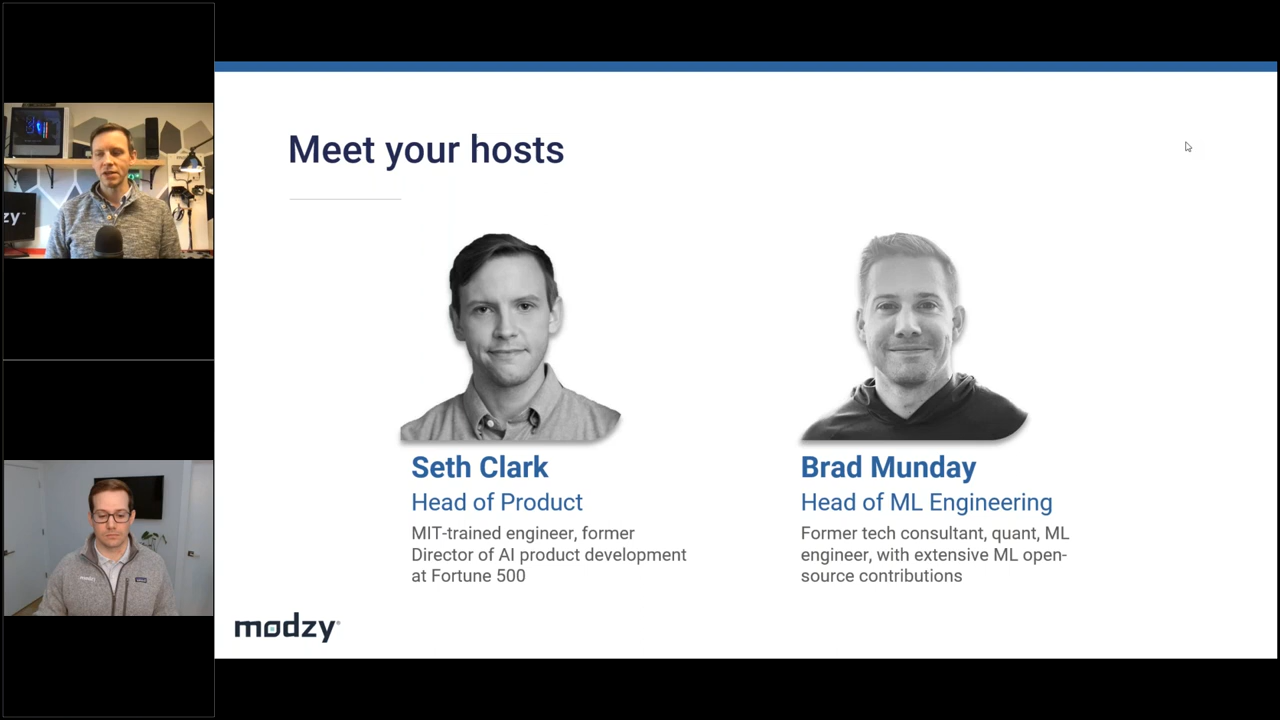 zy
modzy
Meet your hosts
Seth Clark
Head of Product
MIT-trained engineer, former
Director of AI product development
at Fortune 500
Brad Munday
Head of ML Engineering
Former tech consultant, quant, ML
engineer, with extensive ML open-
source contributions
modzy®